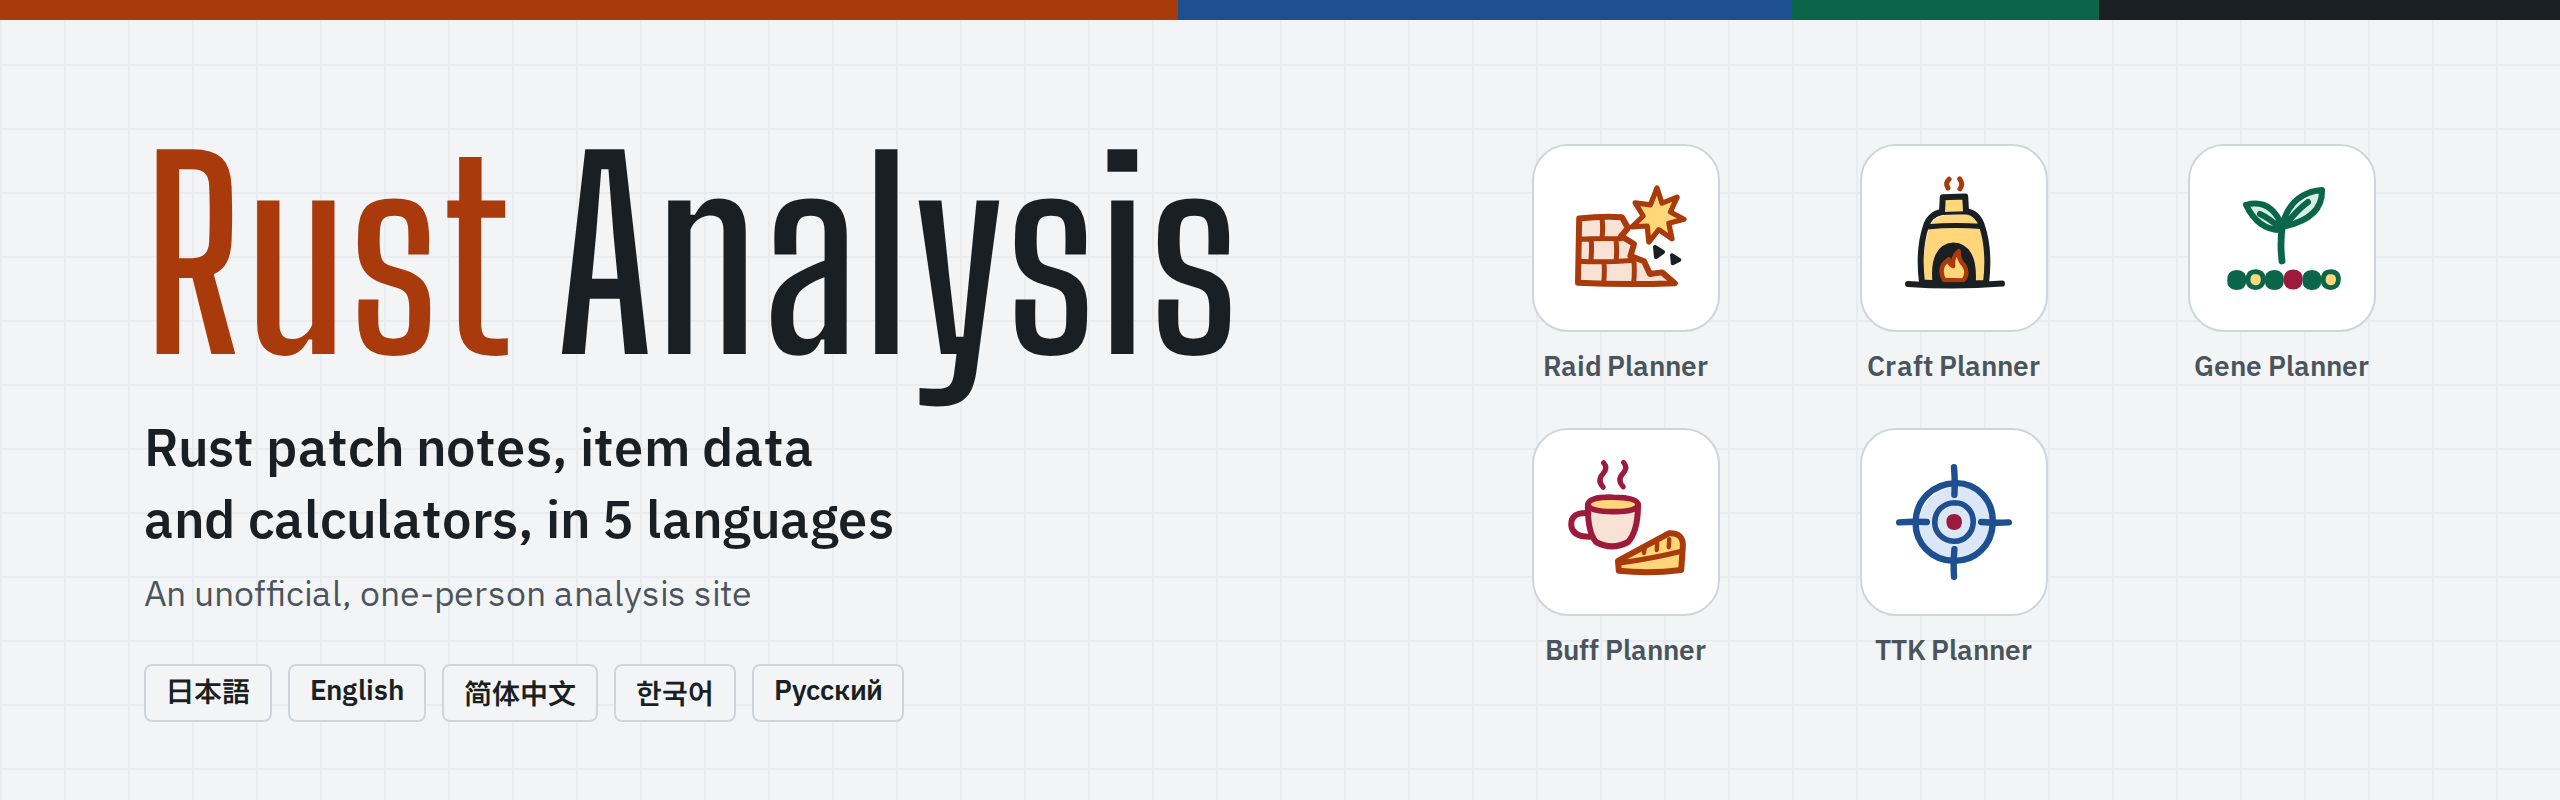 Rust Analysis
Rust patch notes, item data
and calculators, in 5 languages
An unofficial, one-person analysis site
日本語 English 简体中文 한국어 Русский
Raid Planner Craft Planner Gene Planner
Buff Planner TTK Planner